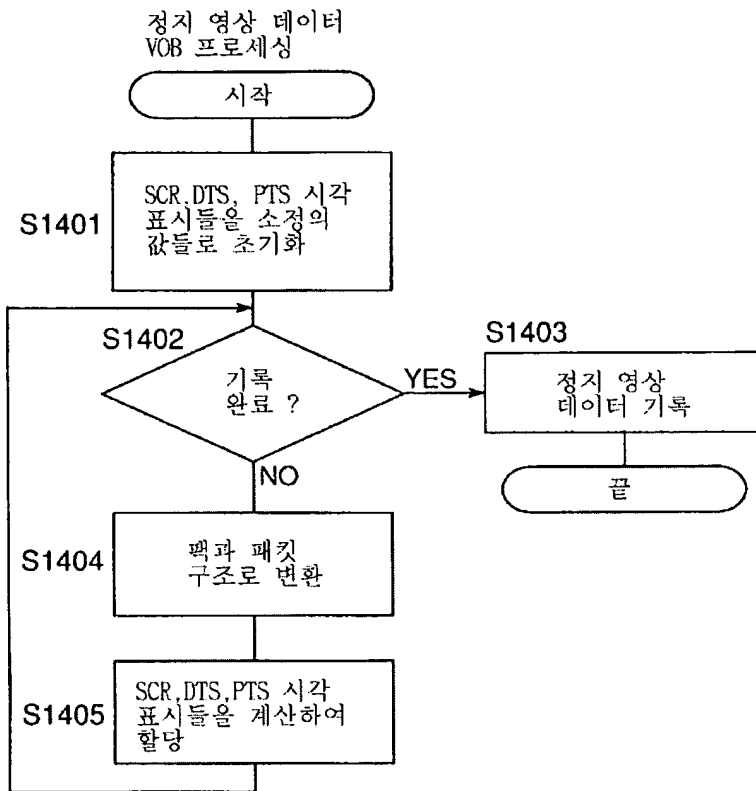 정지 영상 데이터
VOB 프로세싱
시작
S1401
SCR,DTS, PTS 시각
표시들을 소정의
값들로 초기화
S1402
기록
완료 ?
YES
NO
S1403
정지 영상
데이터 기록
끝
S1404
팩과 패킷
구조로 변환
S1405
SCR,DTS,PTS 시각
표시들을 계산하여
할당